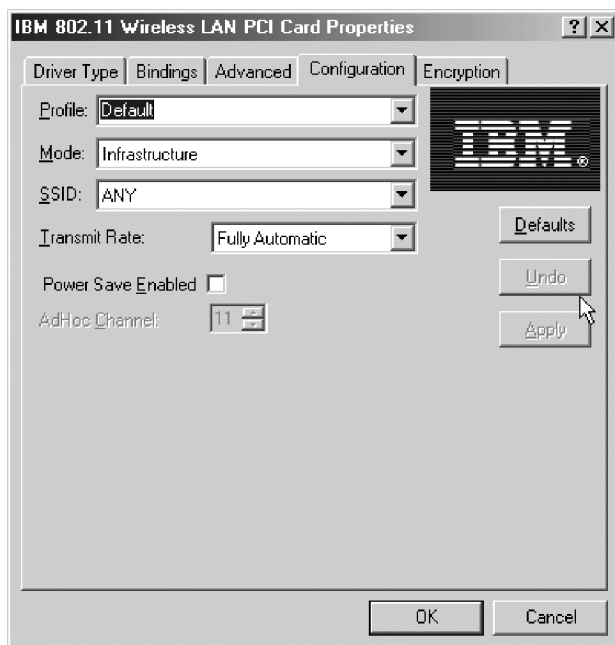 IBM 802.11 Wireless LAN PCI Card Properties
Driver Type Bindings Advanced Configuration Encryption
Profile: Default
IBM®
Mode: Infrastructure
SSID: ANY
Defaults
Transmit Rate: Fully Automatic
Undo
Power Save Enabled
AdHoc Channel: 11
Apply
OK Cancel